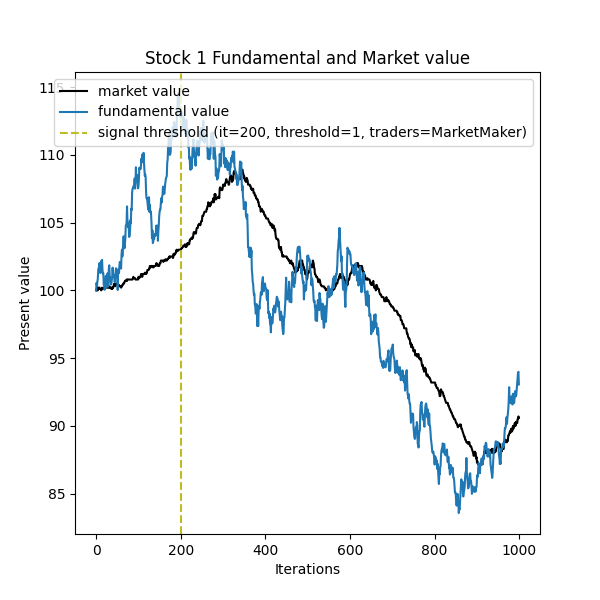 Stock 1 Fundamental and Market value
market value
fundamental value
signal threshold (it=200, threshold=1, traders=MarketMaker)
115
110
105
100
95
90
85
Present value
0 200 400 600 800 1000
Iterations